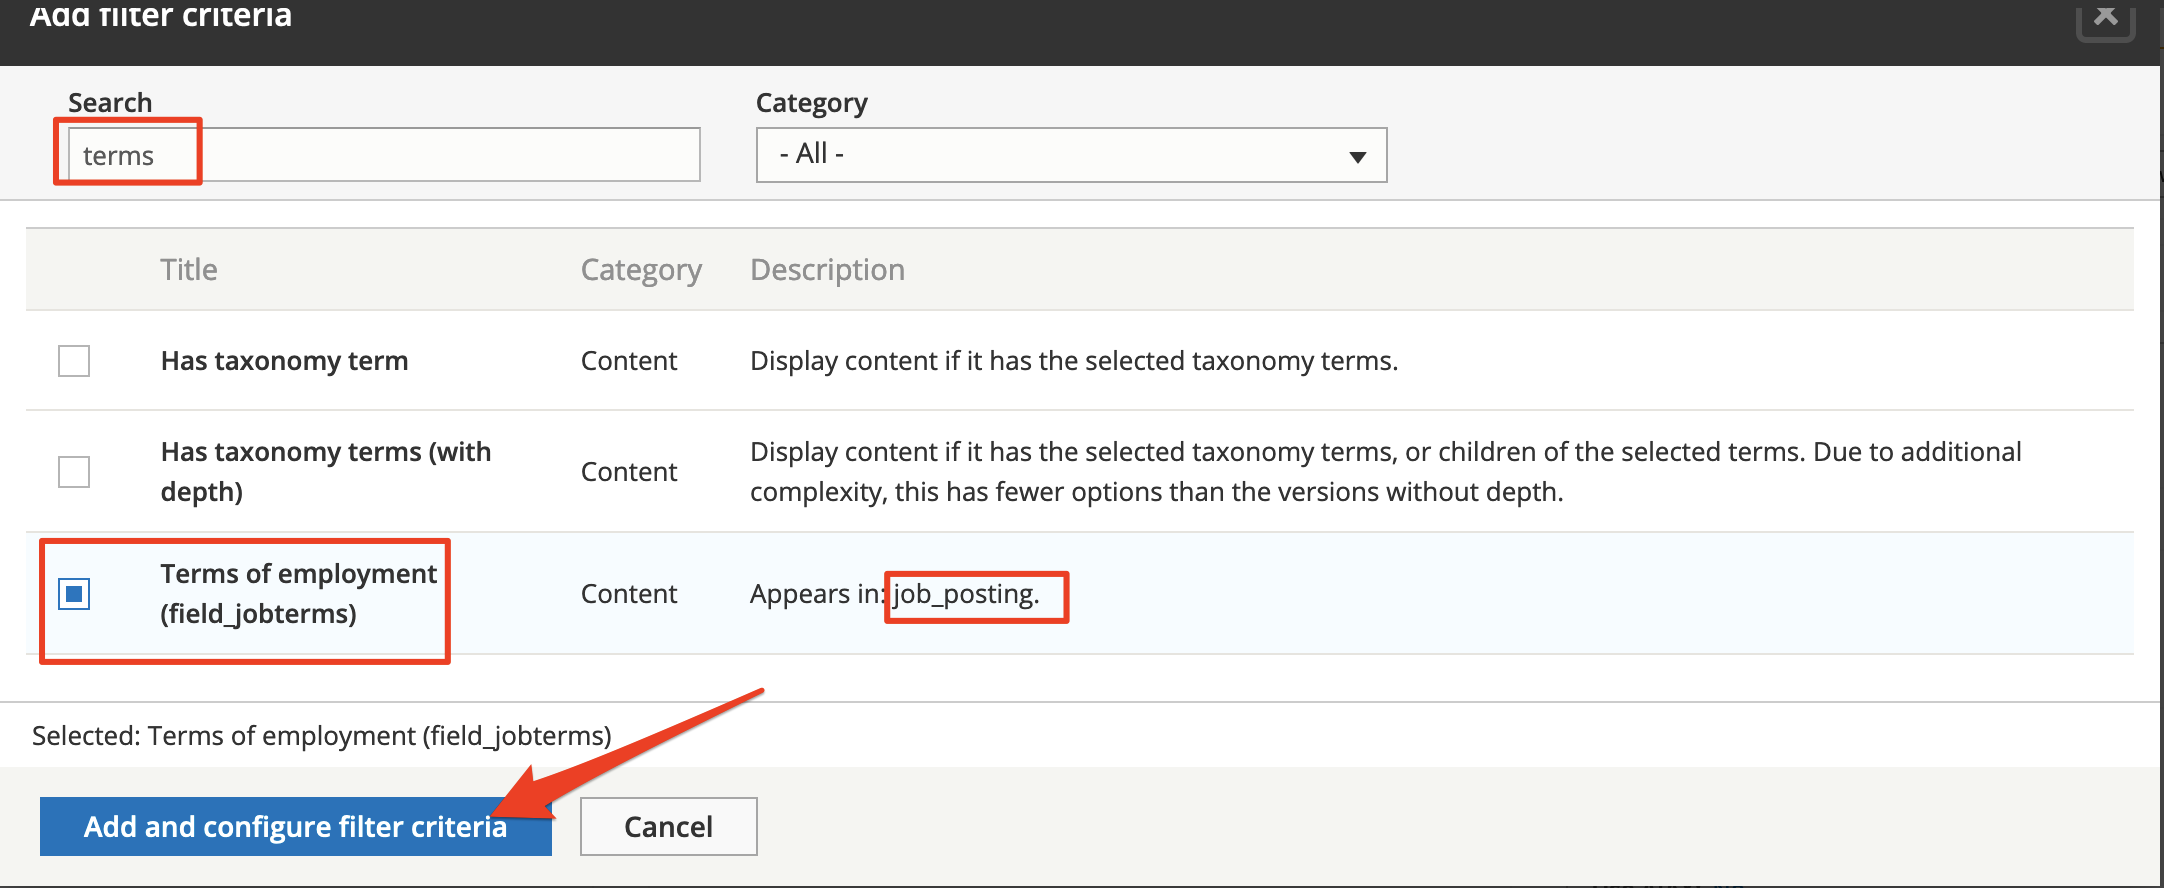 Add filter criteria
Search
Category
terms
- All -
Title Category Description
Has taxonomy term Content Display content if it has the selected taxonomy terms.
Has taxonomy terms (with
depth)
Content
Display content if it has the selected taxonomy terms, or children of the selected terms. Due to additional
complexity, this has fewer options than the versions without depth.
Terms of employment
(field_jobterms)
Content
Appears in: job_posting.
Selected: Terms of employment (field_jobterms)
Add and configure filter criteria
Cancel